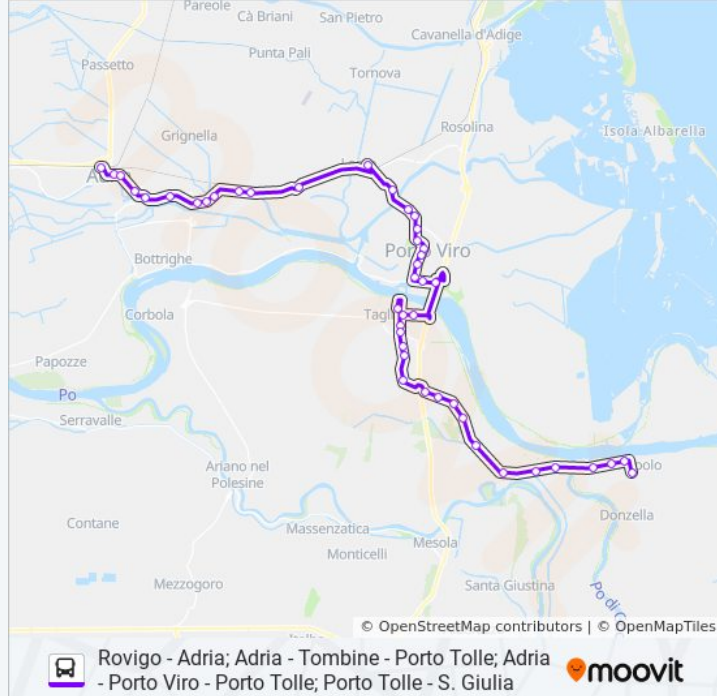 Pareole
Cà Briani
San Pietro
Cavanella d'Adige
Punta Pali
Passetto
Tornova
Rosolina
Isola Albarella
Grignella
Porto Viro
Bottrighe
Corbola
Papozze
Po
Serravalle
Ariano nel
Polesine
Donzella
Contane
Massenzatica
Mesola
Monticelli
Mezzogoro
Santa Giustina
© OpenStreetMap contributors | © OpenMapTiles
Rovigo - Adria; Adria - Tombine - Porto Tolle; Adria
- Porto Viro - Porto Tolle; Porto Tolle - S. Giulia
moovit